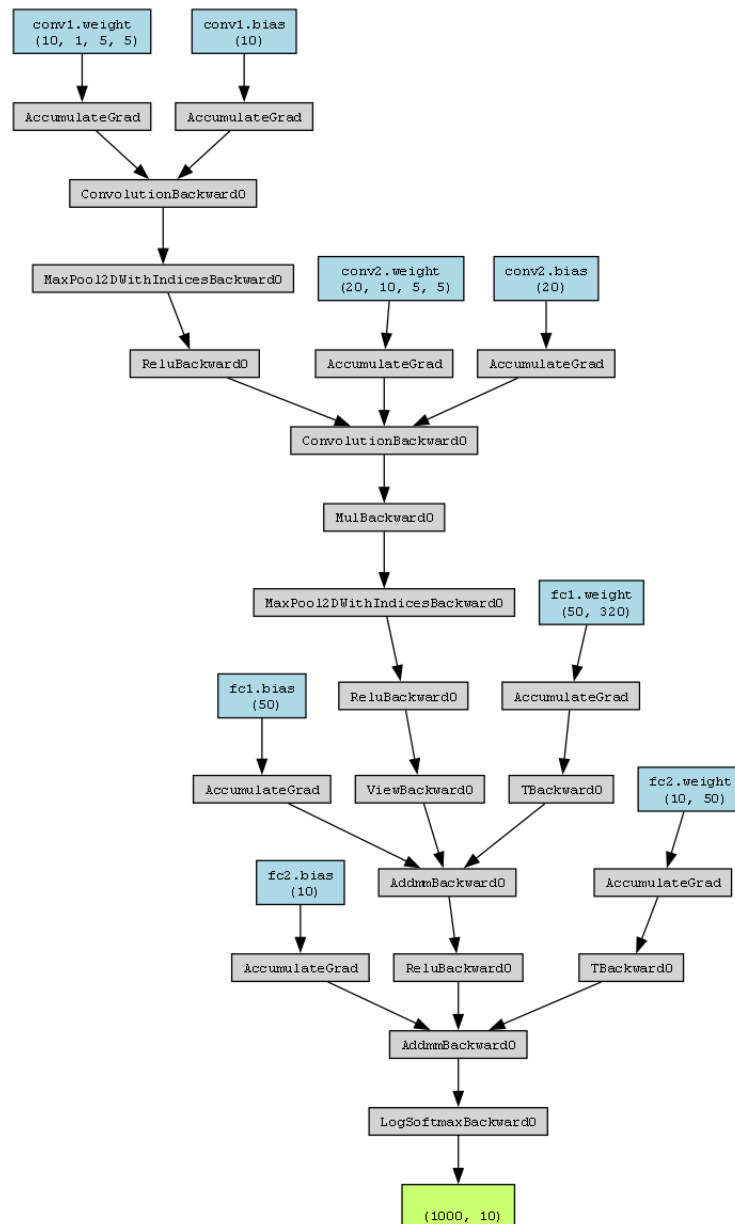 conv1.weight
(10, 1, 5, 5)
conv1.bias
(10)
AccumulateGrad
AccumulateGrad
ConvolutionBackward0
MaxPool2DWithIndicesBackward0
conv2.weight
(20, 10, 5, 5)
conv2.bias
(20)
ReluBackward0
AccumulateGrad
AccumulateGrad
ConvolutionBackward0
MulBackward0
MaxPool2DWithIndicesBackward0
fc1.weight
(50, 320)
fc1.bias
(50)
ReluBackward0
AccumulateGrad
AccumulateGrad
ViewBackward0
TBackward0
fc2.weight
(10, 50)
fc2.bias
(10)
AddmmBackward0
AccumulateGrad
AccumulateGrad
ReluBackward0
TBackward0
AddmmBackward0
LogSoftmaxBackward0
(1000, 10)